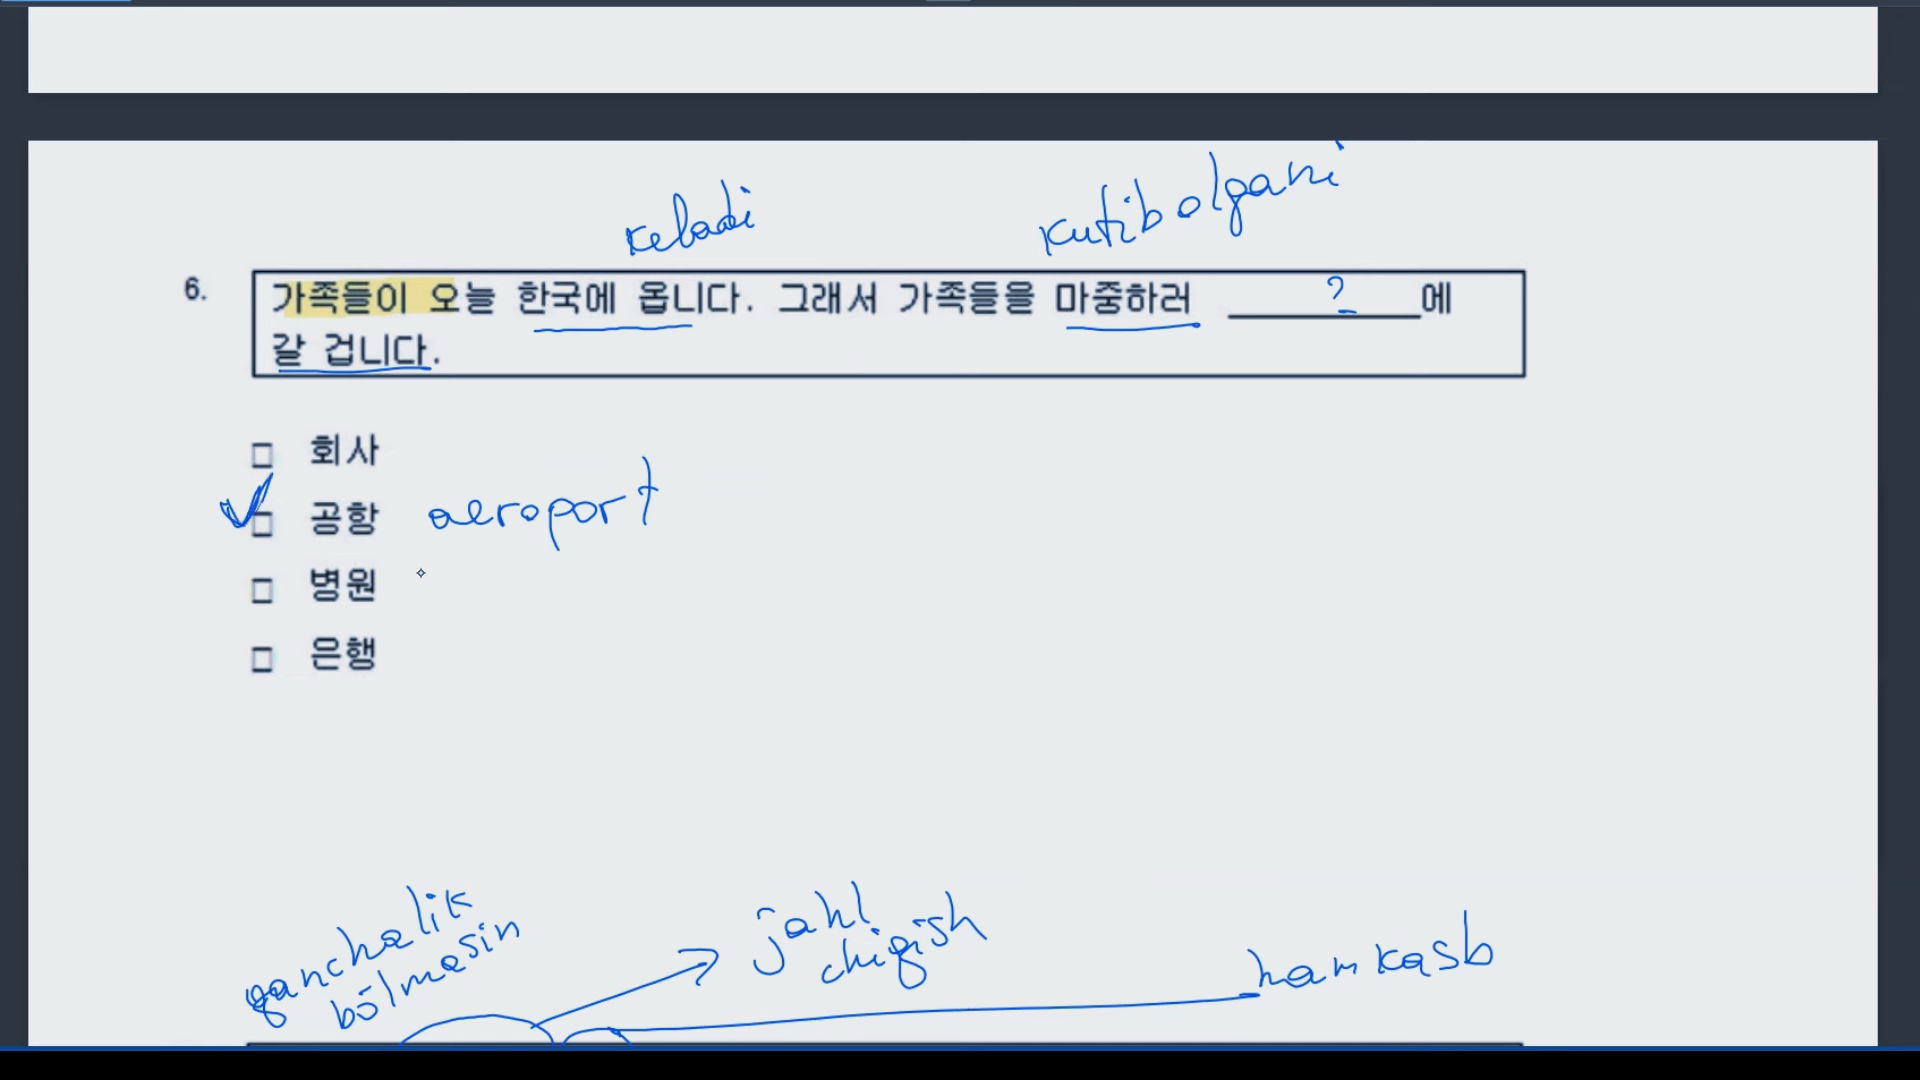 keladi
kutib olgani
6.
가족들이 오늘 한국에 옵니다. 그래서 가족들을 마중하러 ? 에
갈 겁니다.
□ 회사
□ 공항 aeroport
□ 병원
□ 은행
qanchalik
bõlmasin
jahl
chiqish
hamkasb